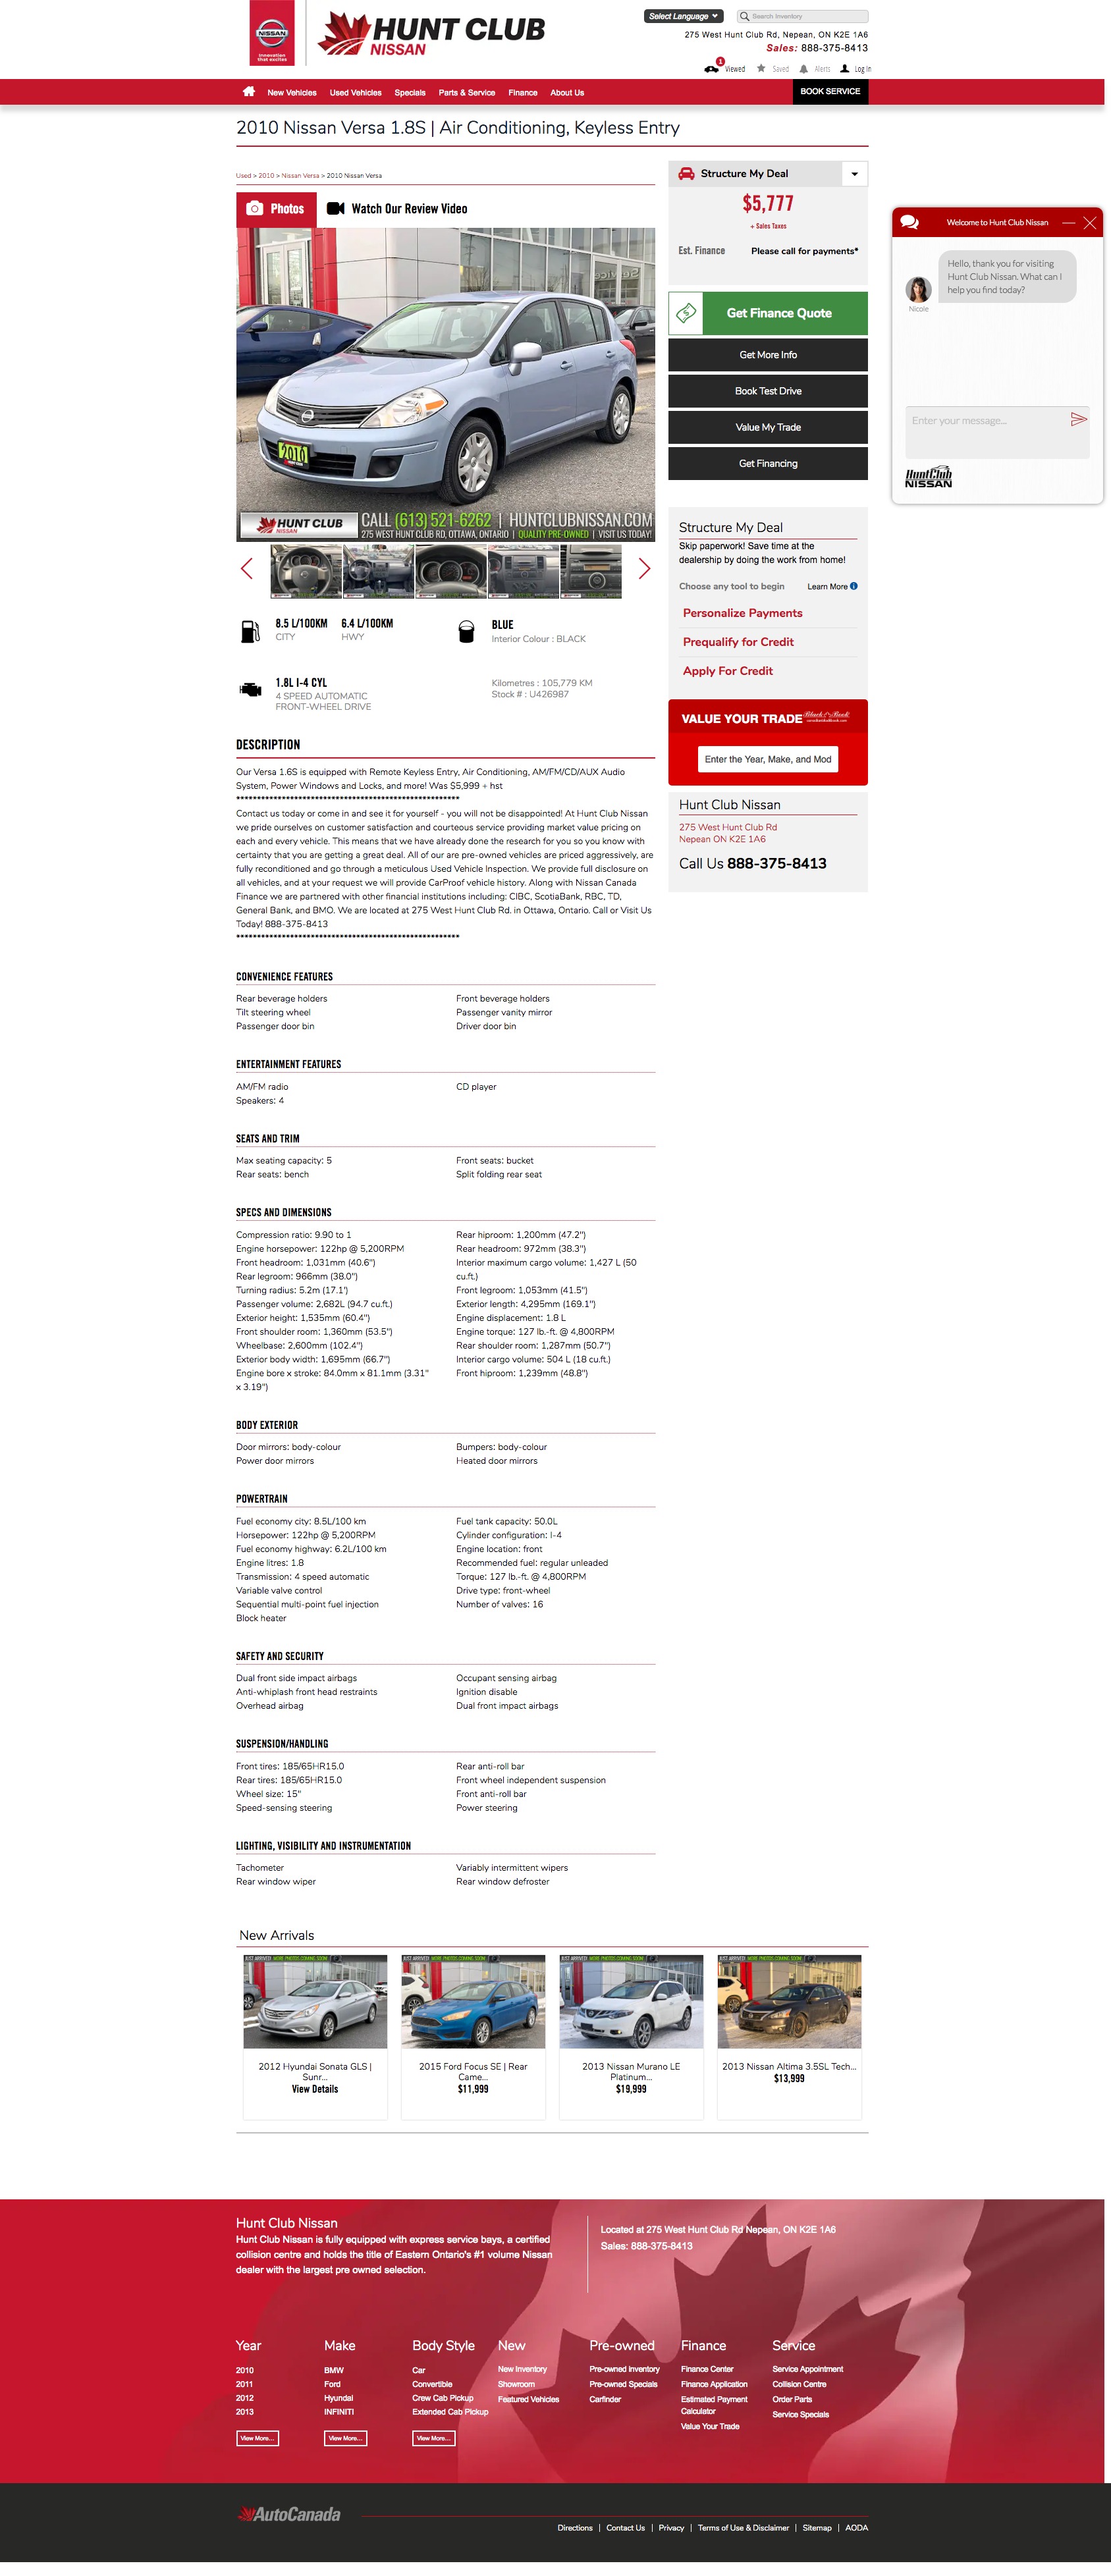 NISSAN
Innovation
that excites
HUNT CLUB
NISSAN
Select Language
Search Inventory
275 West Hunt Club Rd, Nepean, ON K2E 1A6
Sales: 888-375-8413
1
Viewed
Saved
Alerts
Log In
New Vehicles
Used Vehicles
Specials
Parts & Service
Finance
About Us
BOOK SERVICE
2010 Nissan Versa 1.8S | Air Conditioning, Keyless Entry
Used > 2010 > Nissan Versa > 2010 Nissan Versa
Photos
Watch Our Review Video
Service
2010
HUNT CLUB
NISSAN
CALL (613) 521-6262 | HUNTCLUBNISSAN.COM
275 WEST HUNT CLUB RD, OTTAWA, ONTARIO | QUALITY PRE-OWNED | VISIT US TODAY!
8.5 L/100KM
6.4 L/100KM
CITY
HWY
BLUE
Interior Colour : BLACK
1.8L I-4 CYL
4 SPEED AUTOMATIC
FRONT-WHEEL DRIVE
Kilometres : 105,779 KM
Stock # : U426987
DESCRIPTION
Our Versa 1.6S is equipped with Remote Keyless Entry, Air Conditioning, AM/FM/CD/AUX Audio
System, Power Windows and Locks, and more! Was $5,999 + hst
******************************************************
Contact us today or come in and see it for yourself - you will not be disappointed! At Hunt Club Nissan
we pride ourselves on customer satisfaction and courteous service providing market value pricing on
each and every vehicle. This means that we have already done the research for you so you know with
certainty that you are getting a great deal. All of our are pre-owned vehicles are priced aggressively, are
fully reconditioned and go through a meticulous Used Vehicle Inspection. We provide full disclosure on
all vehicles, and at your request we will provide CarProof vehicle history. Along with Nissan Canada
Finance we are partnered with other financial institutions including: CIBC, ScotiaBank, RBC, TD,
General Bank, and BMO. We are located at 275 West Hunt Club Rd. in Ottawa, Ontario. Call or Visit Us
Today! 888-375-8413
******************************************************
CONVENIENCE FEATURES
Rear beverage holders
Front beverage holders
Tilt steering wheel
Passenger vanity mirror
Passenger door bin
Driver door bin
ENTERTAINMENT FEATURES
AM/FM radio
CD player
Speakers: 4
SEATS AND TRIM
Max seating capacity: 5
Front seats: bucket
Rear seats: bench
Split folding rear seat
SPECS AND DIMENSIONS
Compression ratio: 9.90 to 1
Engine horsepower: 122hp @ 5,200RPM
Front headroom: 1,031mm (40.6")
Rear legroom: 966mm (38.0")
Turning radius: 5.2m (17.1')
Passenger volume: 2,682L (94.7 cu.ft.)
Exterior height: 1,535mm (60.4")
Front shoulder room: 1,360mm (53.5")
Wheelbase: 2,600mm (102.4")
Exterior body width: 1,695mm (66.7")
Engine bore x stroke: 84.0mm x 81.1mm (3.31"
x 3.19")
Rear hiproom: 1,200mm (47.2")
Rear headroom: 972mm (38.3")
Interior maximum cargo volume: 1,427 L (50
cu.ft.)
Front legroom: 1,053mm (41.5")
Exterior length: 4,295mm (169.1")
Engine displacement: 1.8 L
Engine torque: 127 lb.-ft. @ 4,800RPM
Rear shoulder room: 1,287mm (50.7")
Interior cargo volume: 504 L (18 cu.ft.)
Front hiproom: 1,239mm (48.8")
BODY EXTERIOR
Door mirrors: body-colour
Bumpers: body-colour
Power door mirrors
Heated door mirrors
POWERTRAIN
Fuel economy city: 8.5L/100 km
Horsepower: 122hp @ 5,200RPM
Fuel economy highway: 6.2L/100 km
Engine litres: 1.8
Transmission: 4 speed automatic
Variable valve control
Sequential multi-point fuel injection
Block heater
Fuel tank capacity: 50.0L
Cylinder configuration: I-4
Engine location: front
Recommended fuel: regular unleaded
Torque: 127 lb.-ft. @ 4,800RPM
Drive type: front-wheel
Number of valves: 16
SAFETY AND SECURITY
Dual front side impact airbags
Occupant sensing airbag
Anti-whiplash front head restraints
Ignition disable
Overhead airbag
Dual front impact airbags
SUSPENSION/HANDLING
Front tires: 185/65HR15.0
Rear anti-roll bar
Rear tires: 185/65HR15.0
Front wheel independent suspension
Wheel size: 15"
Front anti-roll bar
Speed-sensing steering
Power steering
LIGHTING, VISIBILITY AND INSTRUMENTATION
Tachometer
Variably intermittent wipers
Rear window wiper
Rear window defroster
Structure My Deal
$5,777
+ Sales Taxes
Est. Finance
Please call for payments*
Get Finance Quote
Get More Info
Book Test Drive
Value My Trade
Get Financing
Structure My Deal
Skip paperwork! Save time at the
dealership by doing the work from home!
Choose any tool to begin
Learn More
Personalize Payments
Prequalify for Credit
Apply For Credit
VALUE YOUR TRADE
Black Book
Enter the Year, Make, and Mod
Hunt Club Nissan
275 West Hunt Club Rd
Nepean ON K2E 1A6
Call Us 888-375-8413
Welcome to Hunt Club Nissan
Hello, thank you for visiting
Hunt Club Nissan. What can I
help you find today?
Nicole
Enter your message...
HuntClub
NISSAN
New Arrivals
JUST ARRIVED MORE PHOTOS COMING SOON
JUST ARRIVED MORE PHOTOS COMING SOON
JUST ARRIVED MORE PHOTOS COMING SOON
JUST ARRIVED MORE PHOTOS COMING SOON
2012 Hyundai Sonata GLS |
Sunr...
View Details
2015 Ford Focus SE | Rear
Came...
$11,999
2013 Nissan Murano LE
Platinum...
$19,999
2013 Nissan Altima 3.5SL Tech...
$13,999
Hunt Club Nissan
Hunt Club Nissan is fully equipped with express service bays, a certified
collision centre and holds the title of Eastern Ontario's #1 volume Nissan
dealer with the largest pre owned selection.
Located at 275 West Hunt Club Rd Nepean, ON K2E 1A6
Sales: 888-375-8413
Year
2010
2011
2012
2013
View More...
Make
BMW
Ford
Hyundai
INFINITI
View More...
Body Style
Car
Convertible
Crew Cab Pickup
Extended Cab Pickup
View More...
New
New Inventory
Showroom
Featured Vehicles
Pre-owned
Pre-owned Inventory
Pre-owned Specials
Carfinder
Finance
Finance Center
Finance Application
Estimated Payment
Calculator
Value Your Trade
Service
Service Appointment
Collision Centre
Order Parts
Service Specials
AutoCanada
Directions | Contact Us | Privacy | Terms of Use & Disclaimer | Sitemap | AODA